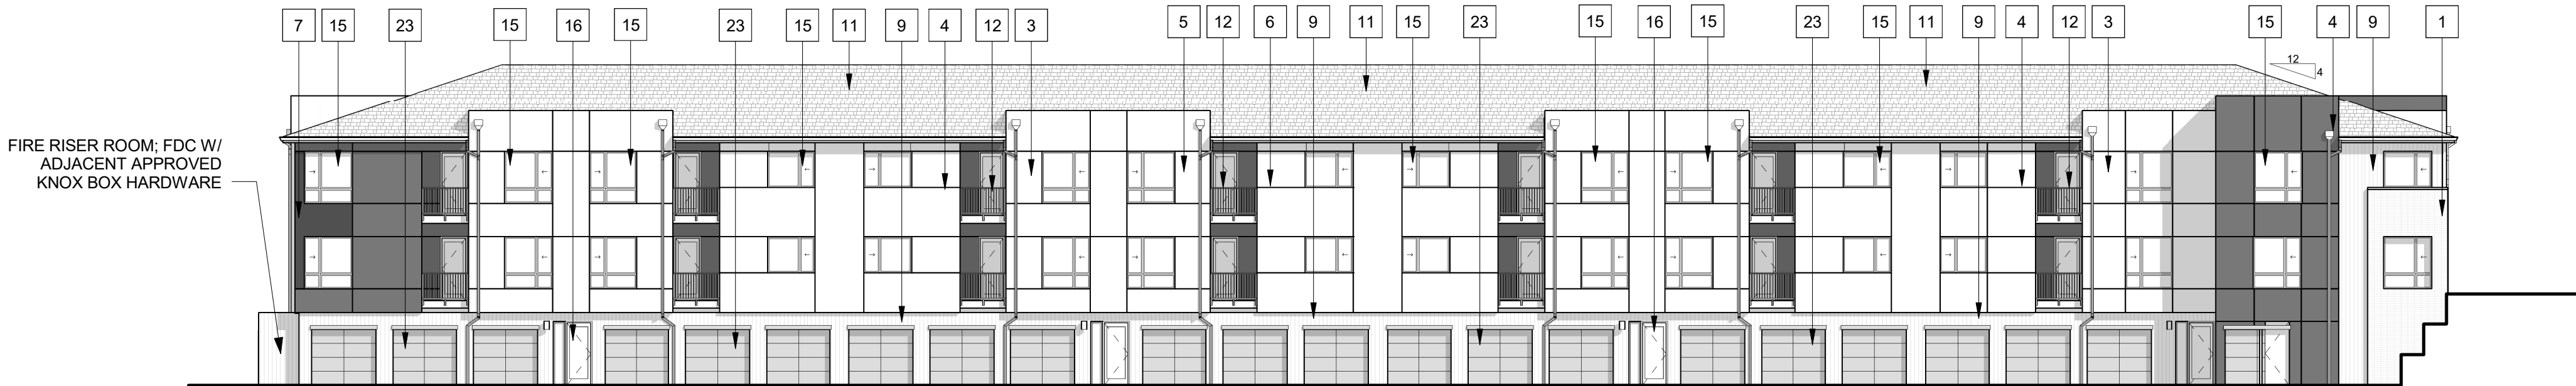 7 15 23 15 16 15 23 15 11 9 4 12 3 5 12 6 9 11 15 23 15 16 15 23 15 11 9 4 12 3 15 4 9 1
12
4
FIRE RISER ROOM; FDC W/
ADJACENT APPROVED
KNOX BOX HARDWARE